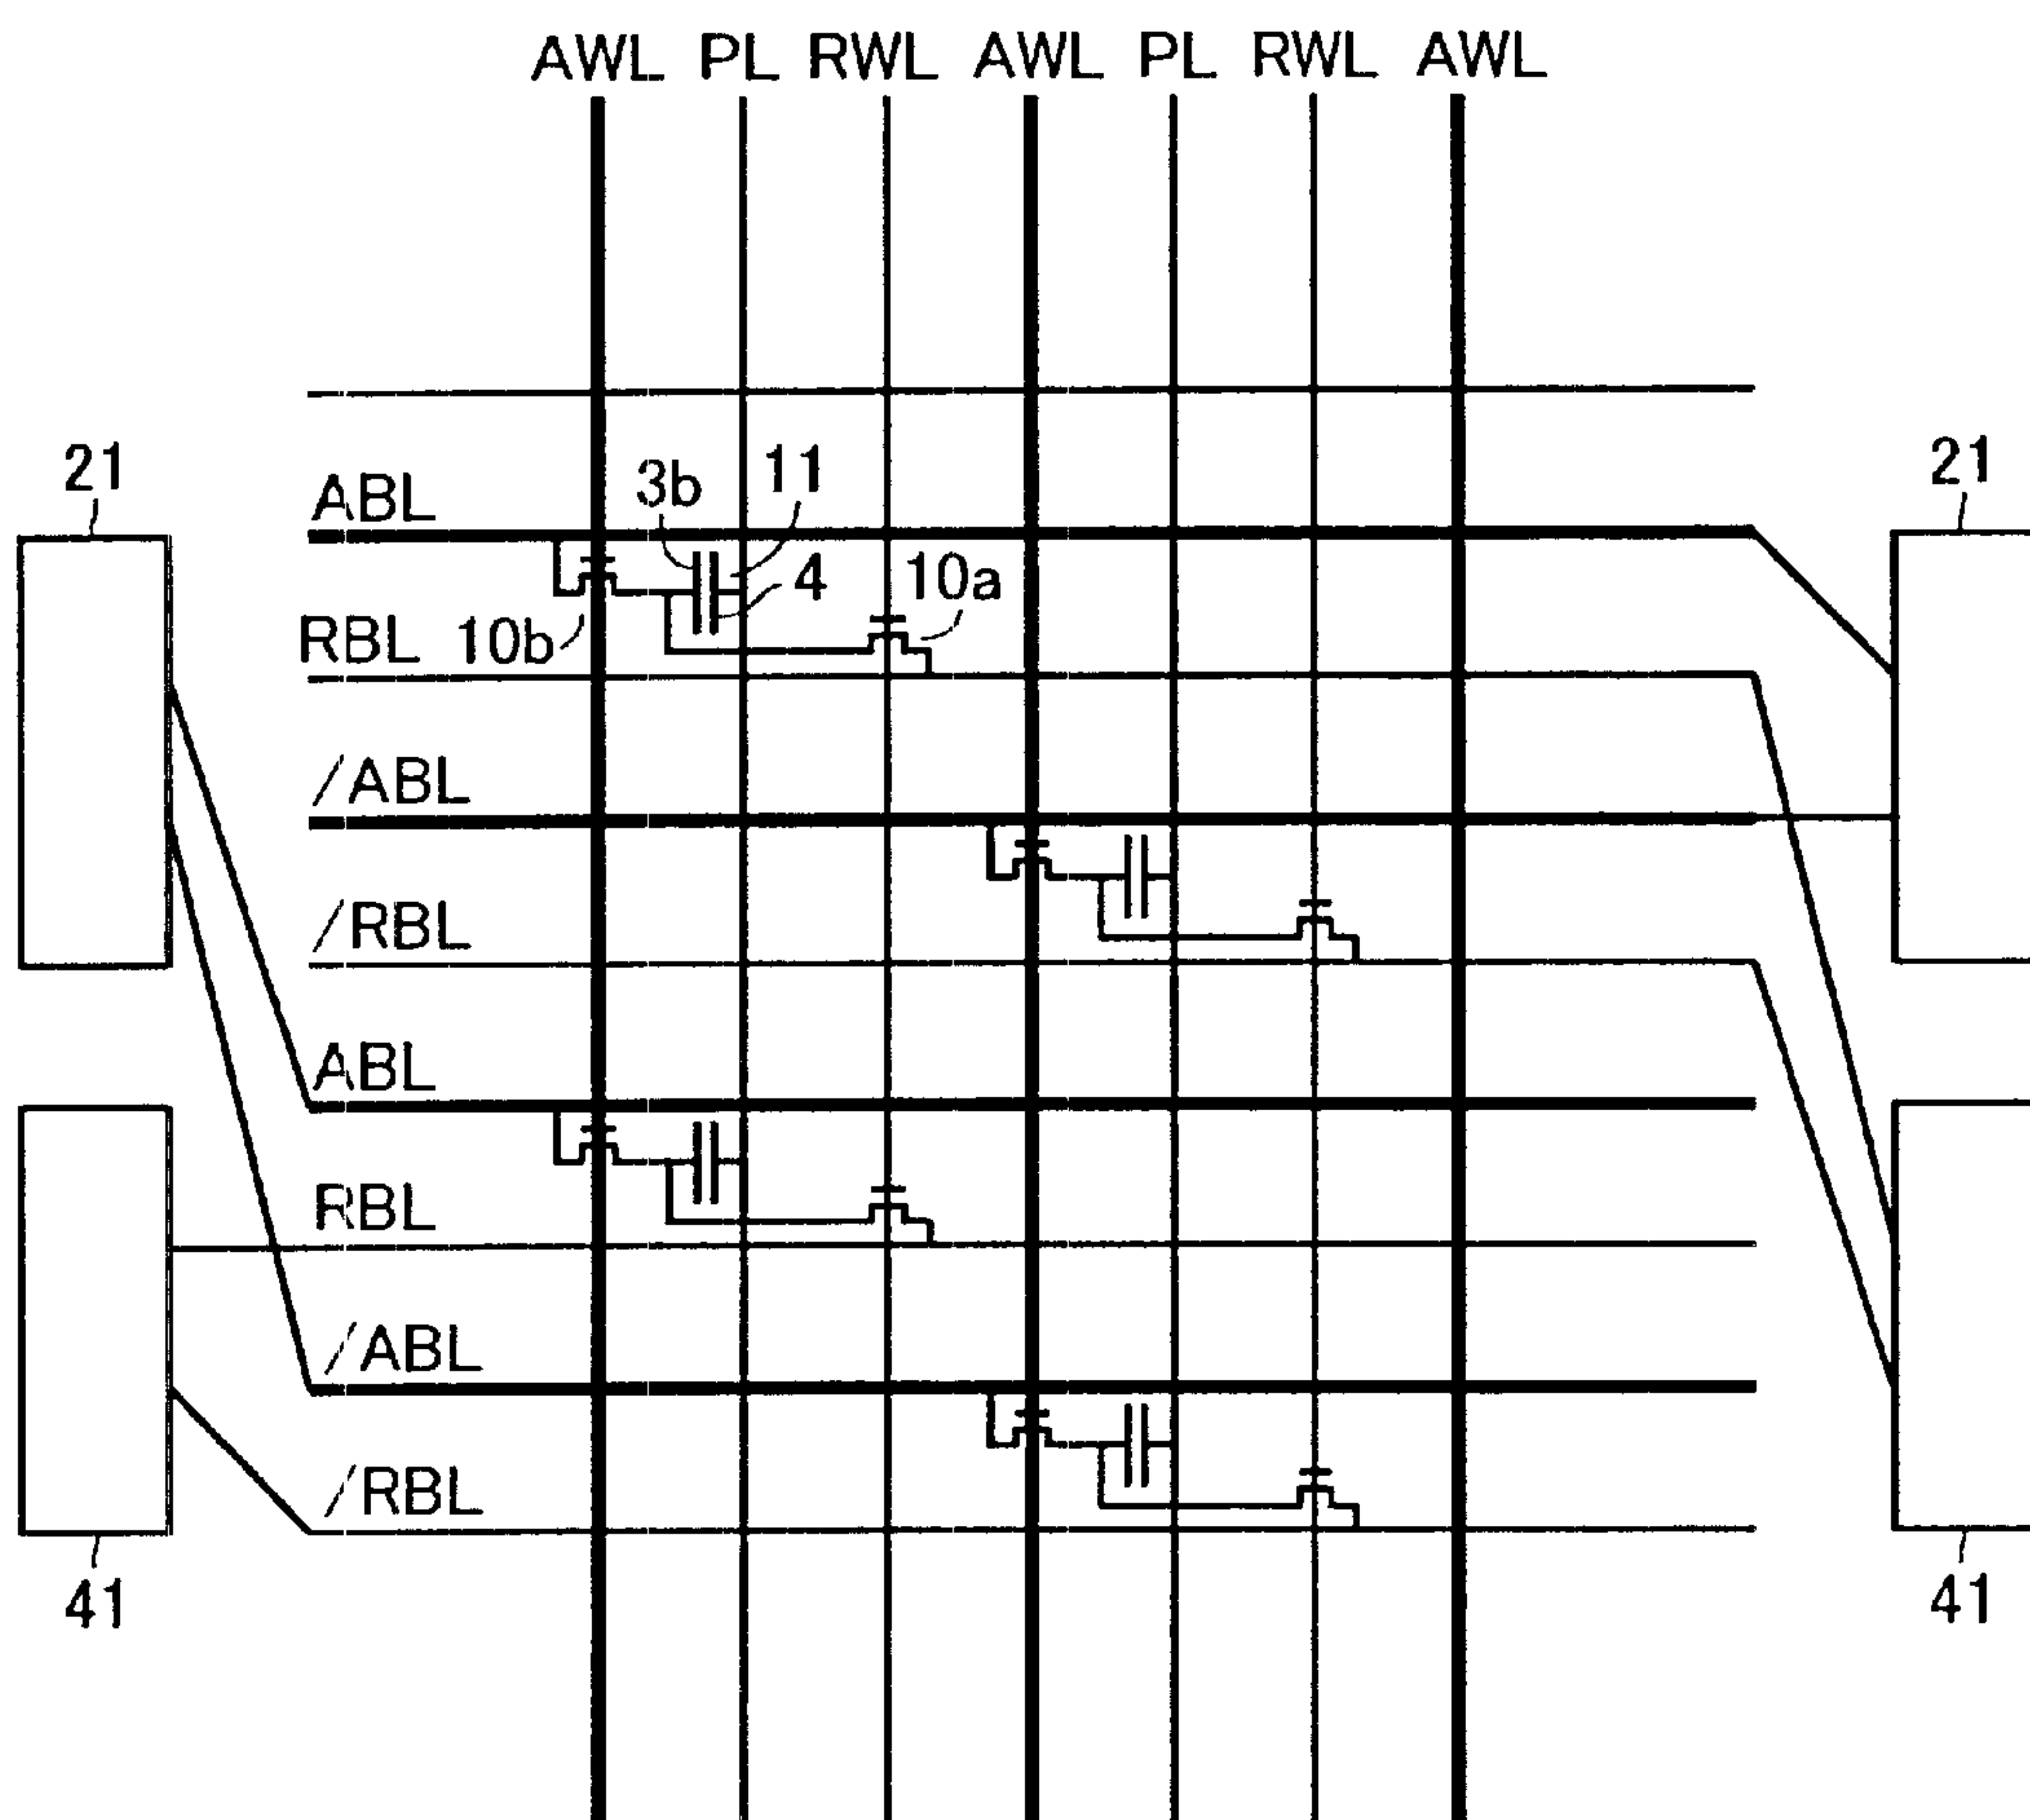 AWL PL RWL AWL PL RWL AWL
21 21
ABL 3b 11
4 10a
RBL 10b
/ABL
/RBL
ABL
RBL
/ABL
/RBL
41 41